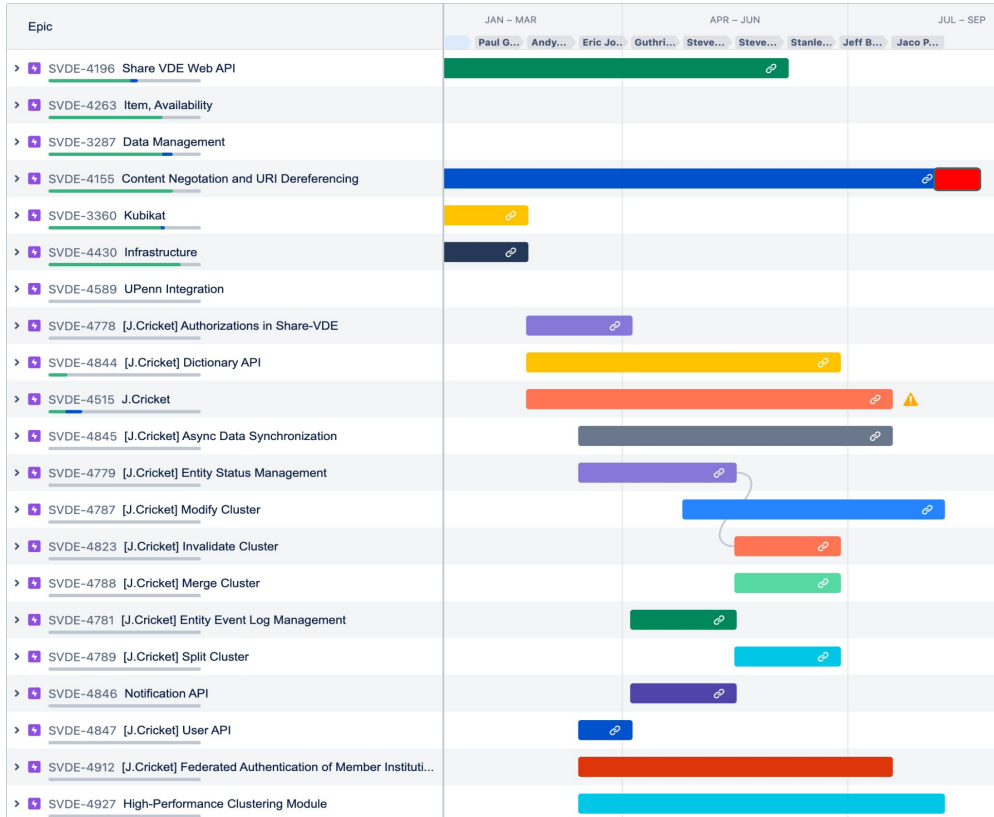 Epic
JAN – MAR APR – JUN JUL – SEP
Paul G... Andy... Eric Jo.. Guthri... Steve... Steve... Stanle... Jeff B... Jaco P...
SVDE-4196 Share VDE Web API
SVDE-4263 Item, Availability
SVDE-3287 Data Management
SVDE-4155 Content Negotation and URI Dereferencing
SVDE-3360 Kubikat
SVDE-4430 Infrastructure
SVDE-4589 UPenn Integration
SVDE-4778 [J.Cricket] Authorizations in Share-VDE
SVDE-4844 [J.Cricket] Dictionary API
SVDE-4515 J.Cricket
SVDE-4845 [J.Cricket] Async Data Synchronization
SVDE-4779 [J.Cricket] Entity Status Management
SVDE-4787 [J.Cricket] Modify Cluster
SVDE-4823 [J.Cricket] Invalidate Cluster
SVDE-4788 [J.Cricket] Merge Cluster
SVDE-4781 [J.Cricket] Entity Event Log Management
SVDE-4789 [J.Cricket] Split Cluster
SVDE-4846 Notification API
SVDE-4847 [J.Cricket] User API
SVDE-4912 [J.Cricket] Federated Authentication of Member Instituti...
SVDE-4927 High-Performance Clustering Module